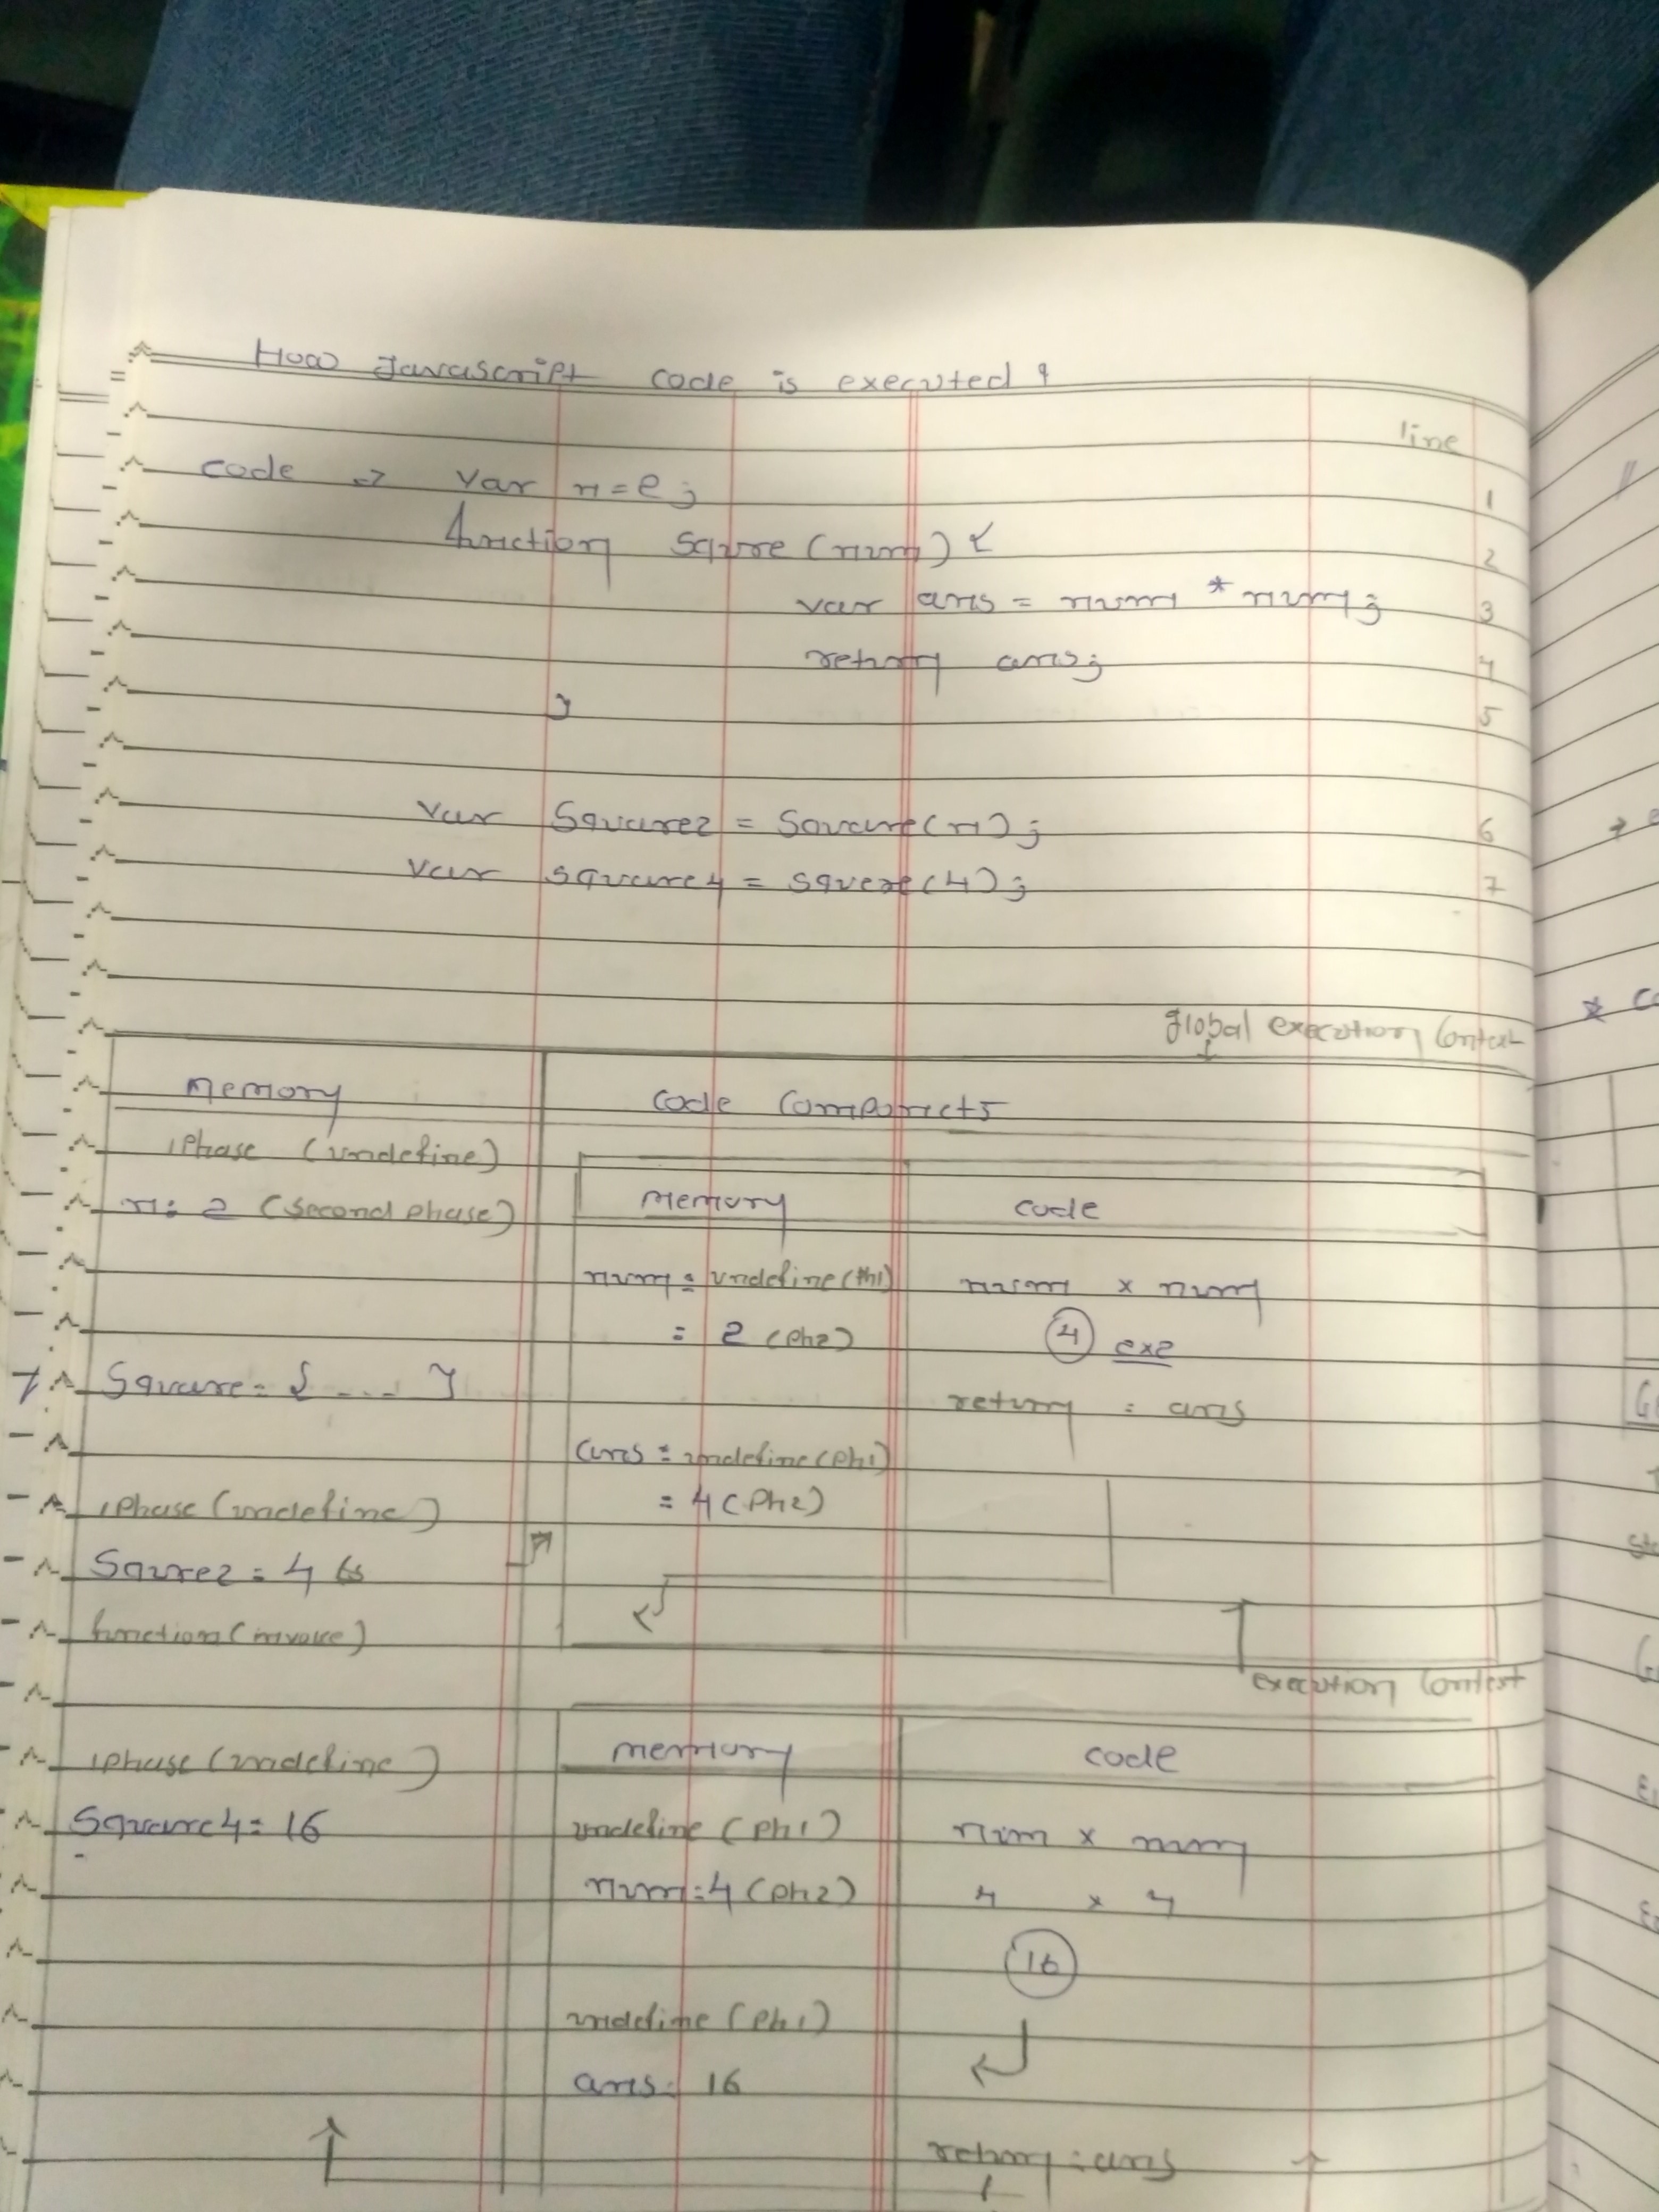 How Javascript code is executed ?
line
code => var n = 2; 1
function square (num) { 2
var ans = num * num; 3
return ans; 4
} 5
var Square2 = Square(n); 6
var square4 = square(4); 7
global execution context
memory code components
1Phase (undefine)
n: 2 (second phase)
memory code
num = undefine (Ph1) num x num
= 2 (Ph2) 4 exe
Square = { ... }
return : ans
ans = undefine (Ph1)
= 4 (Ph2)
1Phase (undefine)
Square2 = 4
function (invoke)
execution context
memory code
1phase (undefine)
Square4 = 16
undefine (Ph1) num x num
num = 4 (Ph2) 4 x 4
16
undefine (Ph1)
ans: 16
return : ans